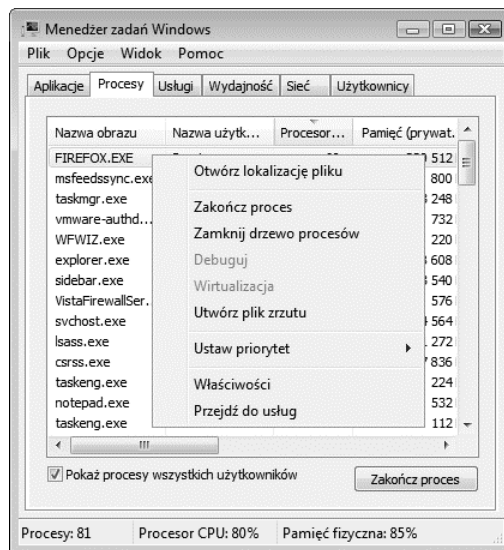 Menedżer zadań Windows
Plik Opcje Widok Pomoc
Aplikacje Procesy Usługi Wydajność Sieć Użytkownicy
Nazwa obrazu Nazwa użytk... Procesor... Pamięć (prywat.
FIREFOX.EXE 512
msfeedssync.exe 800
taskmgr.exe 248
vmware-authd... 732
WFWIZ.exe 220
explorer.exe 608
sidebar.exe 540
VistaFirewallSer. 576
svchost.exe 564
lsass.exe 272
csrss.exe 836
taskeng.exe 224
notepad.exe 532
taskeng.exe 112
Otwórz lokalizację pliku
Zakończ proces
Zamknij drzewo procesów
Debuguj
Wirtualizacja
Utwórz plik zrzutu
Ustaw priorytet
Właściwości
Przejdź do usług
Pokaż procesy wszystkich użytkowników
Zakończ proces
Procesy: 81 Procesor CPU: 80% Pamięć fizyczna: 85%